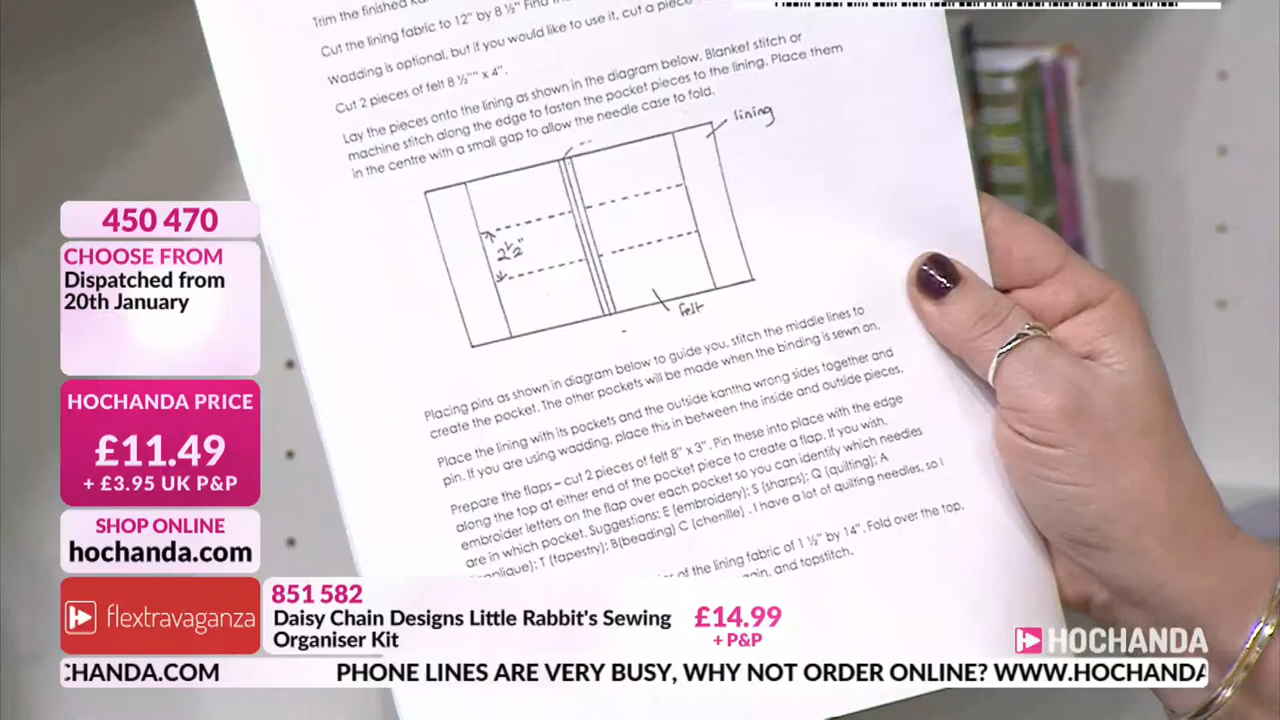 Trim the finished
Cut the lining fabric to 12" by 8 ½" Find
Wadding is optional, but if you would like to use it, cut a piece
Cut 2 pieces of felt 8 ½"" x 4".
Lay the pieces onto the lining as shown in the diagram below. Blanket stitch or
machine stitch along the edge to fasten the pocket pieces to the lining. Place them
in the centre with a small gap to allow the needle case to fold.
lining
2½"
felt
Placing pins as shown in diagram below to guide you, stitch the middle lines to
create the pocket. The other pockets will be made when the binding is sewn on.
Place the lining with its pockets and the outside kantha wrong sides together and
pin. If you are using wadding, place this in between the inside and outside pieces.
Prepare the flaps – cut 2 pieces of felt 8" x 3". Pin these into place with the edge
along the top at either end of the pocket piece to create a flap. If you wish,
embroider letters on the flap over each pocket so you can identify which needles
are in which pocket. Suggestions: E (embroidery); S (sharps); Q (quilting); A
(applique); T (tapestry); B(beading) C (chenille) . I have a lot of quilting needles, so I
of the lining fabric of 1 ½" by 14". Fold over the top,
and topstitch.
450 470
CHOOSE FROM
Dispatched from
20th January
HOCHANDA PRICE
£11.49
+ £3.95 UK P&P
SHOP ONLINE
hochanda.com
flextravaganza
851 582
Daisy Chain Designs Little Rabbit's Sewing
Organiser Kit
£14.99
+ P&P
HOCHANDA
CHANDA.COM PHONE LINES ARE VERY BUSY, WHY NOT ORDER ONLINE? WWW.HOCHANDA